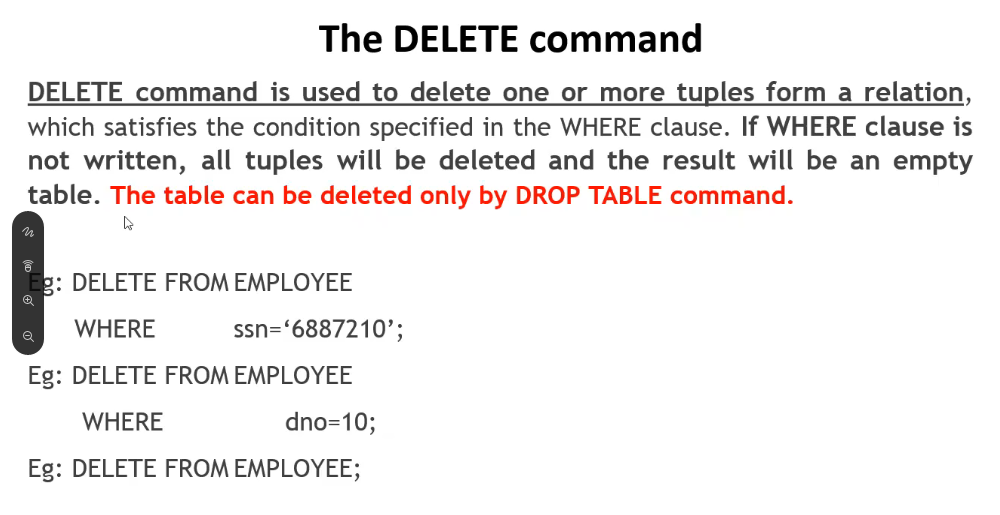 The DELETE command
DELETE command is used to delete one or more tuples form a relation,
which satisfies the condition specified in the WHERE clause. If WHERE clause is
not written, all tuples will be deleted and the result will be an empty
table. The table can be deleted only by DROP TABLE command.
Eg: DELETE FROM EMPLOYEE
WHERE ssn=‘6887210’;
Eg: DELETE FROM EMPLOYEE
WHERE dno=10;
Eg: DELETE FROM EMPLOYEE;